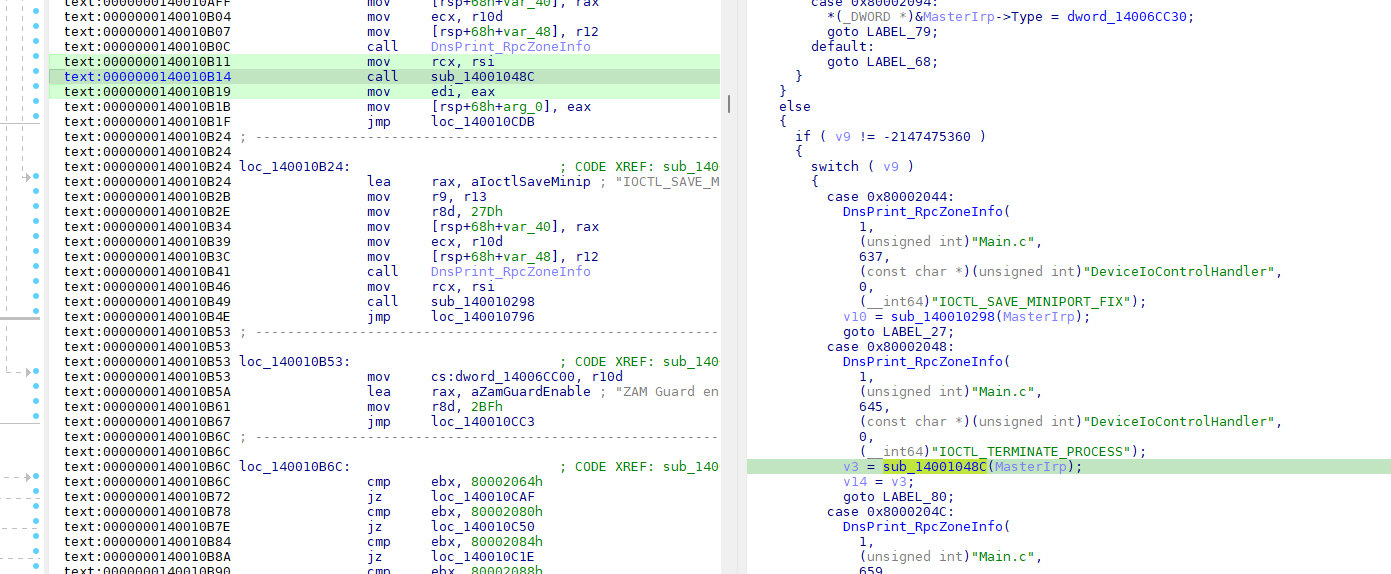 text:0000000140010AFF mov [rsp+68h+var_40], rax
text:0000000140010B04 mov ecx, r10d
text:0000000140010B07 mov [rsp+68h+var_48], r12
text:0000000140010B0C call DnsPrint_RpcZoneInfo
text:0000000140010B11 mov rcx, rsi
text:0000000140010B14 call sub_14001048C
text:0000000140010B19 mov edi, eax
text:0000000140010B1B mov [rsp+68h+arg_0], eax
text:0000000140010B1F jmp loc_140010CDB
text:0000000140010B24 ; ---------------------------------------------------------------
text:0000000140010B24
text:0000000140010B24 loc_140010B24: ; CODE XREF: sub_140
text:0000000140010B24 lea rax, aIoctlSaveMinip ; "IOCTL_SAVE_M
text:0000000140010B2B mov r9, r13
text:0000000140010B2E mov r8d, 27Dh
text:0000000140010B34 mov [rsp+68h+var_40], rax
text:0000000140010B39 mov ecx, r10d
text:0000000140010B3C mov [rsp+68h+var_48], r12
text:0000000140010B41 call DnsPrint_RpcZoneInfo
text:0000000140010B46 mov rcx, rsi
text:0000000140010B49 call sub_140010298
text:0000000140010B4E jmp loc_140010796
text:0000000140010B53 ; ---------------------------------------------------------------
text:0000000140010B53
text:0000000140010B53 loc_140010B53: ; CODE XREF: sub_140
text:0000000140010B53 mov cs:dword_14006CC00, r10d
text:0000000140010B5A lea rax, aZamGuardEnable ; "ZAM Guard en
text:0000000140010B61 mov r8d, 2BFh
text:0000000140010B67 jmp loc_140010CC3
text:0000000140010B6C ; ---------------------------------------------------------------
text:0000000140010B6C
text:0000000140010B6C loc_140010B6C: ; CODE XREF: sub_140
text:0000000140010B6C cmp ebx, 80002064h
text:0000000140010B72 jz loc_140010CAF
text:0000000140010B78 cmp ebx, 80002080h
text:0000000140010B7E jz loc_140010C50
text:0000000140010B84 cmp ebx, 80002084h
text:0000000140010B8A jz loc_140010C1E
text:0000000140010B90 cmp ebx, 80002088h
case 0x80002094:
*(_DWORD *)&MasterIrp->Type = dword_14006CC30;
goto LABEL_79;
default:
goto LABEL_68;
}
}
else
{
if ( v9 != -2147475360 )
{
switch ( v9 )
{
case 0x80002044:
DnsPrint_RpcZoneInfo(
1,
(unsigned int)"Main.c",
637,
(const char *)(unsigned int)"DeviceIoControlHandler",
0,
(__int64)"IOCTL_SAVE_MINIPORT_FIX");
v10 = sub_140010298(MasterIrp);
goto LABEL_27;
case 0x80002048:
DnsPrint_RpcZoneInfo(
1,
(unsigned int)"Main.c",
645,
(const char *)(unsigned int)"DeviceIoControlHandler",
0,
(__int64)"IOCTL_TERMINATE_PROCESS");
v3 = sub_14001048C(MasterIrp);
v14 = v3;
goto LABEL_80;
case 0x8000204C:
DnsPrint_RpcZoneInfo(
1,
(unsigned int)"Main.c",
659,